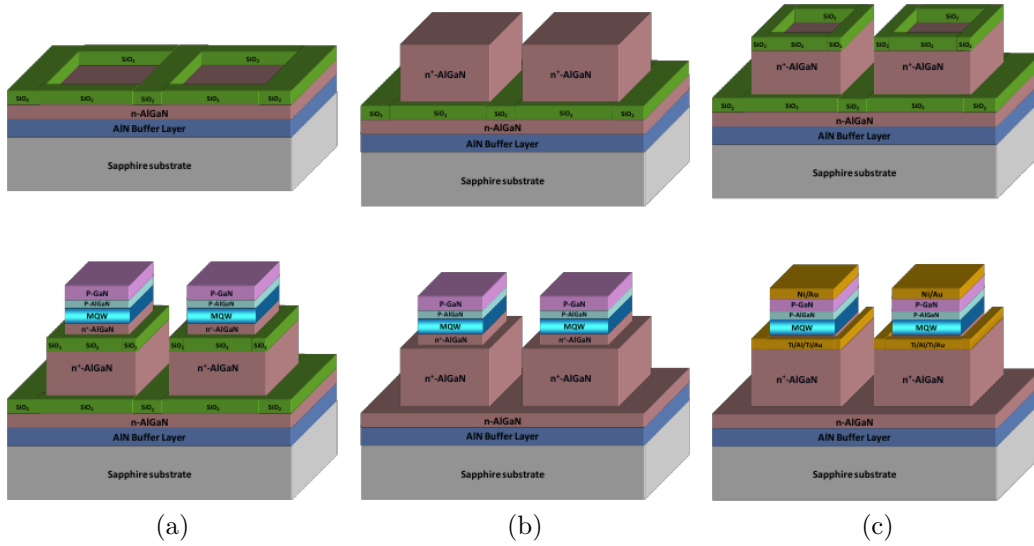 SiO₂ SiO₂
SiO₂ SiO₂ SiO₂ SiO₂ SiO₂
n-AlGaN
AlN Buffer Layer
Sapphire substrate
n⁺-AlGaN n⁺-AlGaN
SiO₂ SiO₂ SiO₂ SiO₂ SiO₂
n-AlGaN
AlN Buffer Layer
Sapphire substrate
SiO₂ SiO₂
SiO₂ SiO₂ SiO₂ SiO₂ SiO₂ SiO₂
n⁺-AlGaN n⁺-AlGaN
SiO₂ SiO₂ SiO₂ SiO₂ SiO₂
n-AlGaN
AlN Buffer Layer
Sapphire substrate
P-GaN P-GaN
P-AlGaN P-AlGaN
MQW MQW
n⁺-AlGaN n⁺-AlGaN
SiO₂ SiO₂ SiO₂ SiO₂ SiO₂ SiO₂
n⁺-AlGaN n⁺-AlGaN
SiO₂ SiO₂ SiO₂ SiO₂ SiO₂
n-AlGaN
AlN Buffer Layer
Sapphire substrate
(a)
P-GaN P-GaN
P-AlGaN P-AlGaN
MQW MQW
n⁺-AlGaN n⁺-AlGaN
n⁺-AlGaN n⁺-AlGaN
n-AlGaN
AlN Buffer Layer
Sapphire substrate
(b)
Ni/Au Ni/Au
P-GaN P-GaN
P-AlGaN P-AlGaN
MQW MQW
Ti/Al/Ti/Au Ti/Al/Ti/Au
n⁺-AlGaN n⁺-AlGaN
n-AlGaN
AlN Buffer Layer
Sapphire substrate
(c)